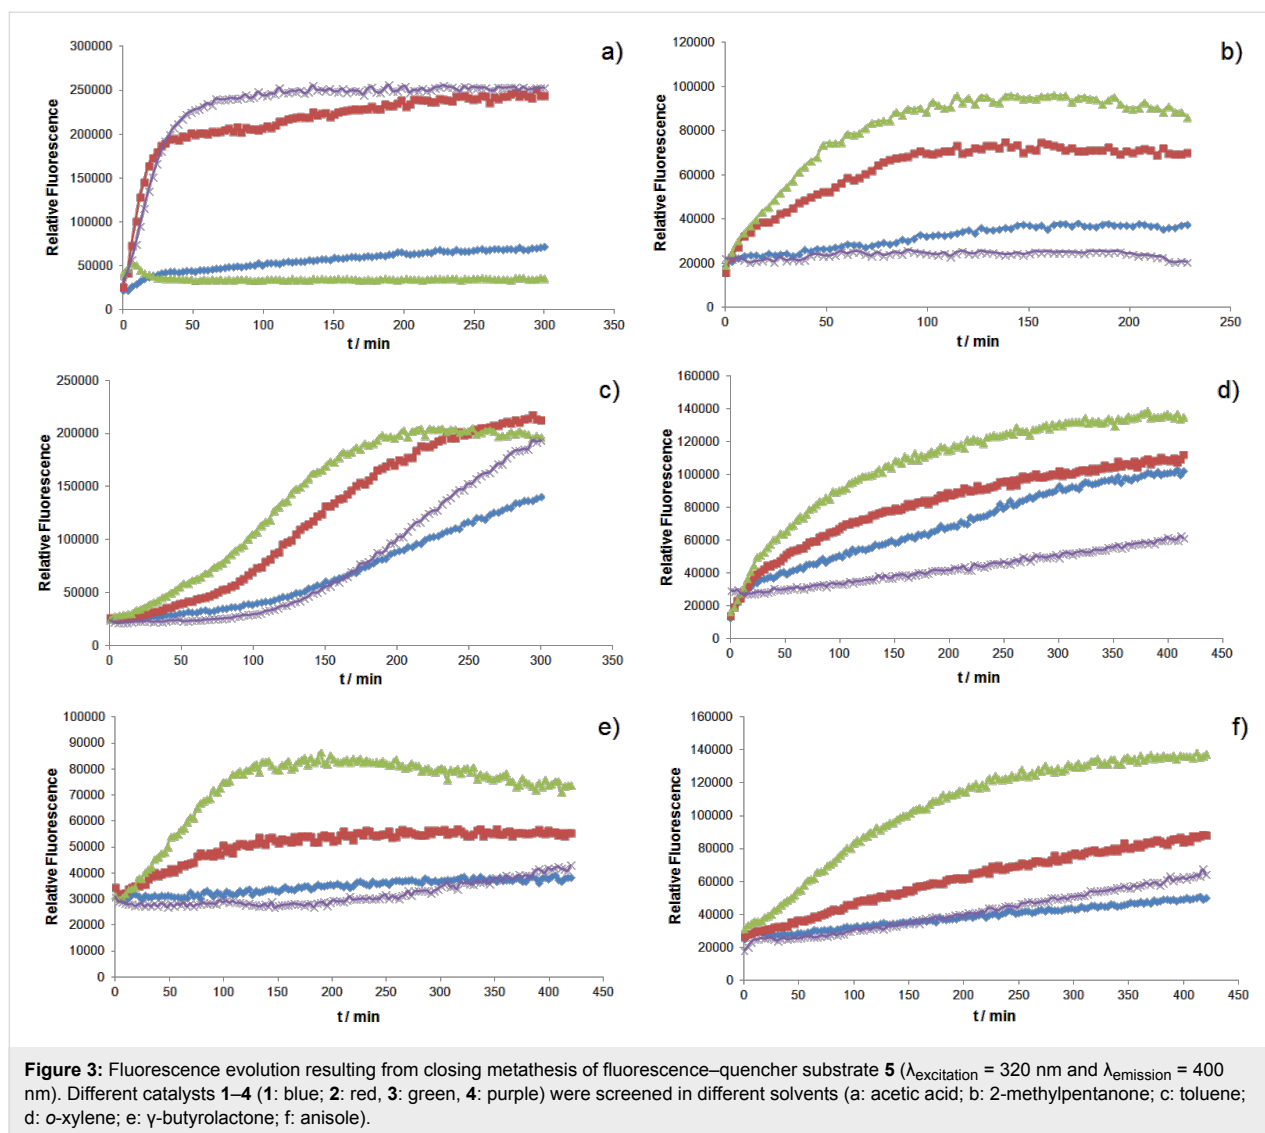 a)
300000
250000
200000
150000
100000
50000
0
Relative Fluorescence
0 50 100 150 200 250 300 350
t / min
b)
120000
100000
80000
60000
40000
20000
0
Relative Fluorescence
0 50 100 150 200 250
t / min
c)
250000
200000
150000
100000
50000
0
Relative Fluorescence
0 50 100 150 200 250 300 350
t / min
d)
160000
140000
120000
100000
80000
60000
40000
20000
0
Relative Fluorescence
0 50 100 150 200 250 300 350 400 450
t / min
e)
100000
90000
80000
70000
60000
50000
40000
30000
20000
10000
0
Relative Fluorescence
0 50 100 150 200 250 300 350 400 450
t / min
f)
160000
140000
120000
100000
80000
60000
40000
20000
0
Relative Fluorescence
0 50 100 150 200 250 300 350 400 450
t / min
Figure 3: Fluorescence evolution resulting from closing metathesis of fluorescence–quencher substrate 5 (λexcitation = 320 nm and λemission = 400
nm). Different catalysts 1–4 (1: blue; 2: red, 3: green, 4: purple) were screened in different solvents (a: acetic acid; b: 2-methylpentanone; c: toluene;
d: o-xylene; e: γ-butyrolactone; f: anisole).